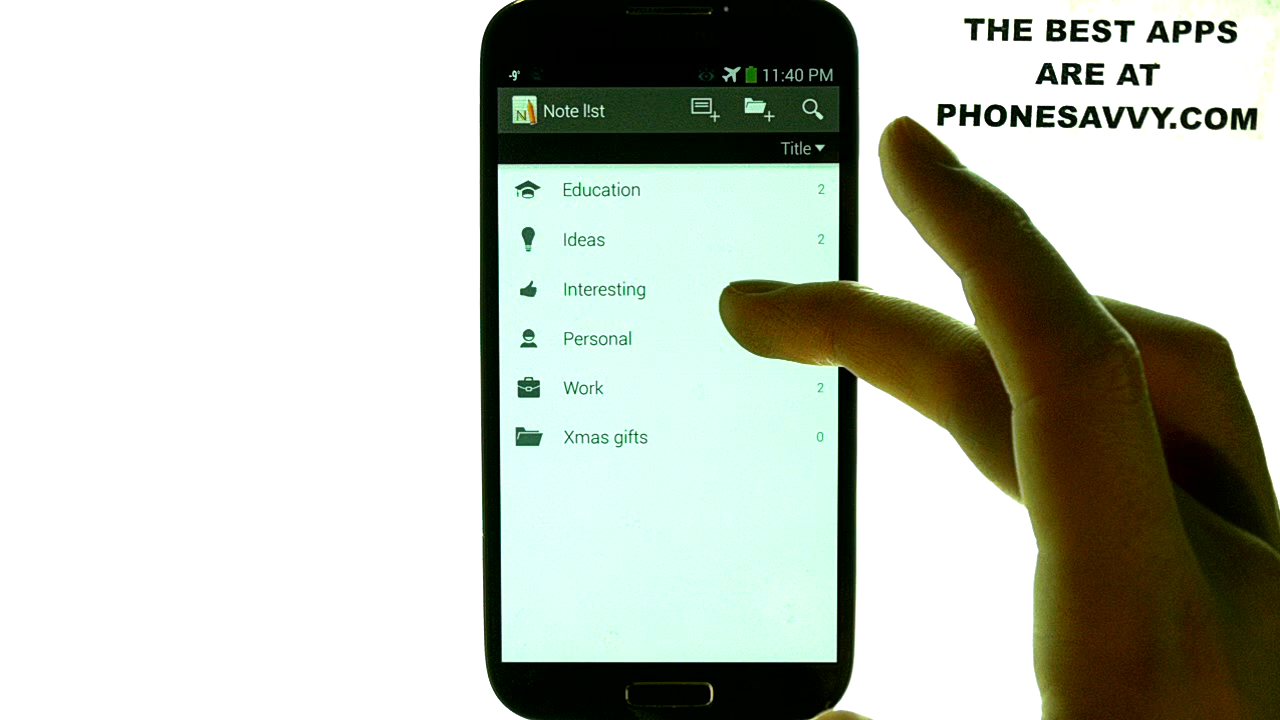 THE BEST APPS
ARE AT
PHONESAVVY.COM
-9°
11:40 PM
Note l!st
Title
Education 2
Ideas 2
Interesting
Personal
Work 2
Xmas gifts 0